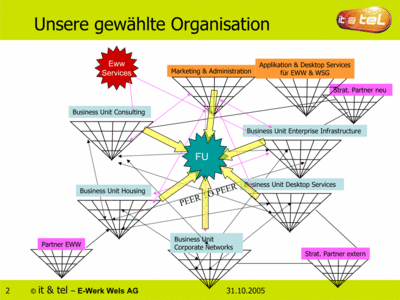 Unsere gewählte Organisation
it & tel
Eww
Services
Marketing & Administration
Applikation & Desktop Services
für EWW & WSG
Strat. Partner neu
Business Unit Consulting
Business Unit Enterprise Infrastructure
FU
Business Unit Housing
Business Unit Desktop Services
PEER TO PEER
Partner EWW
Business Unit
Corporate Networks
Strat. Partner extern
2
© it & tel – E-Werk Wels AG
31.10.2005